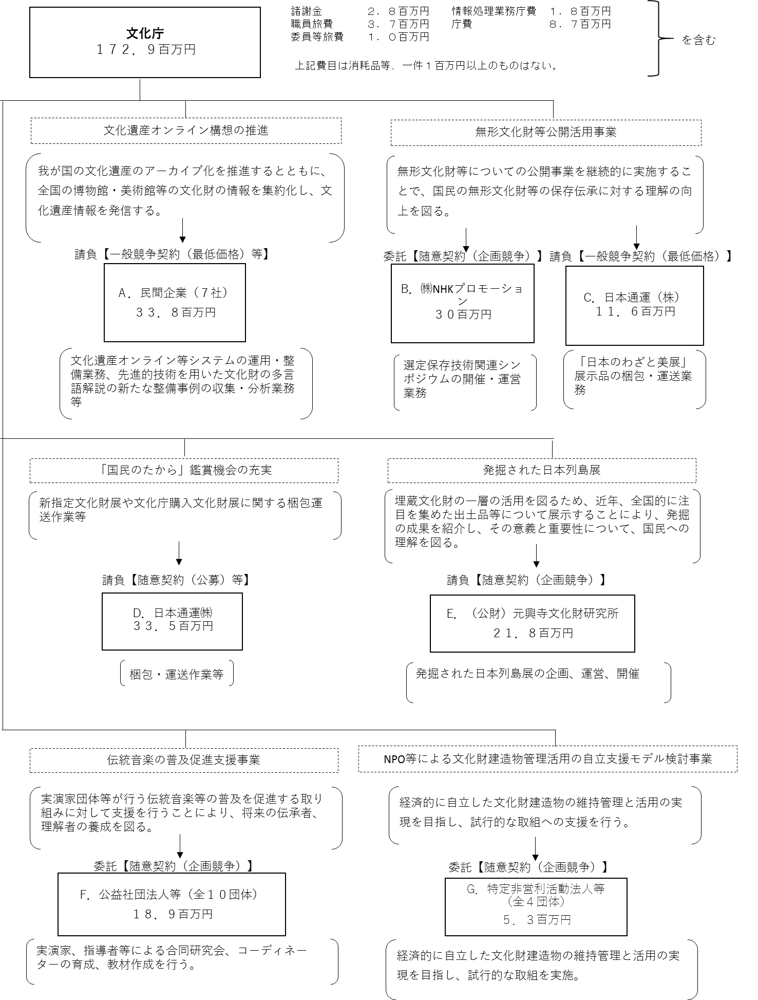 文化庁
１７２．９百万円
諸謝金　２．８百万円　情報処理業務庁費　１．８百万円
職員旅費　３．７百万円　庁費　８．７百万円
委員等旅費　１．０百万円
を含む
上記費目は消耗品等、一件１百万円以上のものはない。
文化遺産オンライン構想の推進
我が国の文化遺産のアーカイブ化を推進するとともに、
全国の博物館・美術館等の文化財の情報を集約化し、文
化遺産情報を発信する。
請負【一般競争契約（最低価格）等】
A．民間企業（７社）
３３．８百万円
文化遺産オンライン等システムの運用・整
備業務、先進的技術を用いた文化財の多言
語解説の新たな整備事例の収集・分析業務
等
無形文化財等公開活用事業
無形文化財等についての公開事業を継続的に実施するこ
とで、国民の無形文化財等の保存伝承に対する理解の向
上を図る。
委託【随意契約（企画競争）】
B．㈱NHKプロモーショ
ン
３０百万円
選定保存技術関連シン
ポジウムの開催・運営
業務
請負【一般競争契約（最低価格）】
C．日本通運（株）
１１．６百万円
「日本のわざと美展」
展示品の梱包・運送業
務
「国民のたから」鑑賞機会の充実
新指定文化財展や文化庁購入文化財展に関する梱包運
送作業等
請負【随意契約（公募）等】
D．日本通運㈱
３３．５百万円
梱包・運送作業等
発掘された日本列島展
埋蔵文化財の一層の活用を図るため、近年、全国的に注
目を集めた出土品等について展示することにより、発掘
の成果を紹介し、その意義と重要性について、国民への
理解を図る。
請負【随意契約（企画競争）】
E．（公財）元興寺文化財研究所
２１．８百万円
発掘された日本列島展の企画、運営、開催
伝統音楽の普及促進支援事業
実演家団体等が行う伝統音楽等の普及を促進する取り
組みに対して支援を行うことにより、将来の伝承者、
理解者の養成を図る。
委託【随意契約（企画競争）】
F．公益社団法人等（全１０団体）
１８．９百万円
実演家、指導者等による合同研究会、コーディネー
ターの育成、教材作成を行う。
NPO等による文化財建造物管理活用の自立支援モデル検討事業
経済的に自立した文化財建造物の維持管理と活用の実
現を目指し、試行的な取組への支援を行う。
委託【随意契約（企画競争）】
G．特定非営利活動法人等
（全４団体）
５．３百万円
経済的に自立した文化財建造物の維持管理と活用の実
現を目指し、試行的な取組を実施。